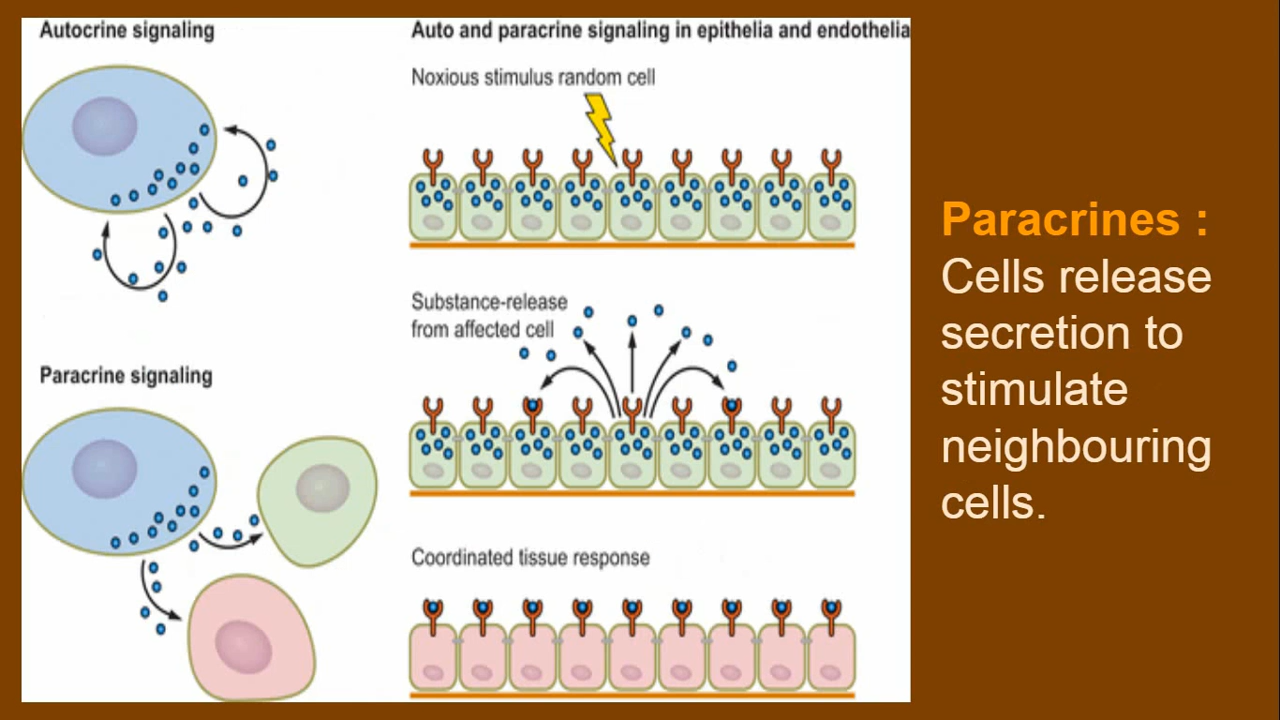 Autocrine signaling
Paracrine signaling
Auto and paracrine signaling in epithelia and endothelia
Noxious stimulus random cell
Substance-release
from affected cell
Coordinated tissue response
Paracrines :
Cells release
secretion to
stimulate
neighbouring
cells.